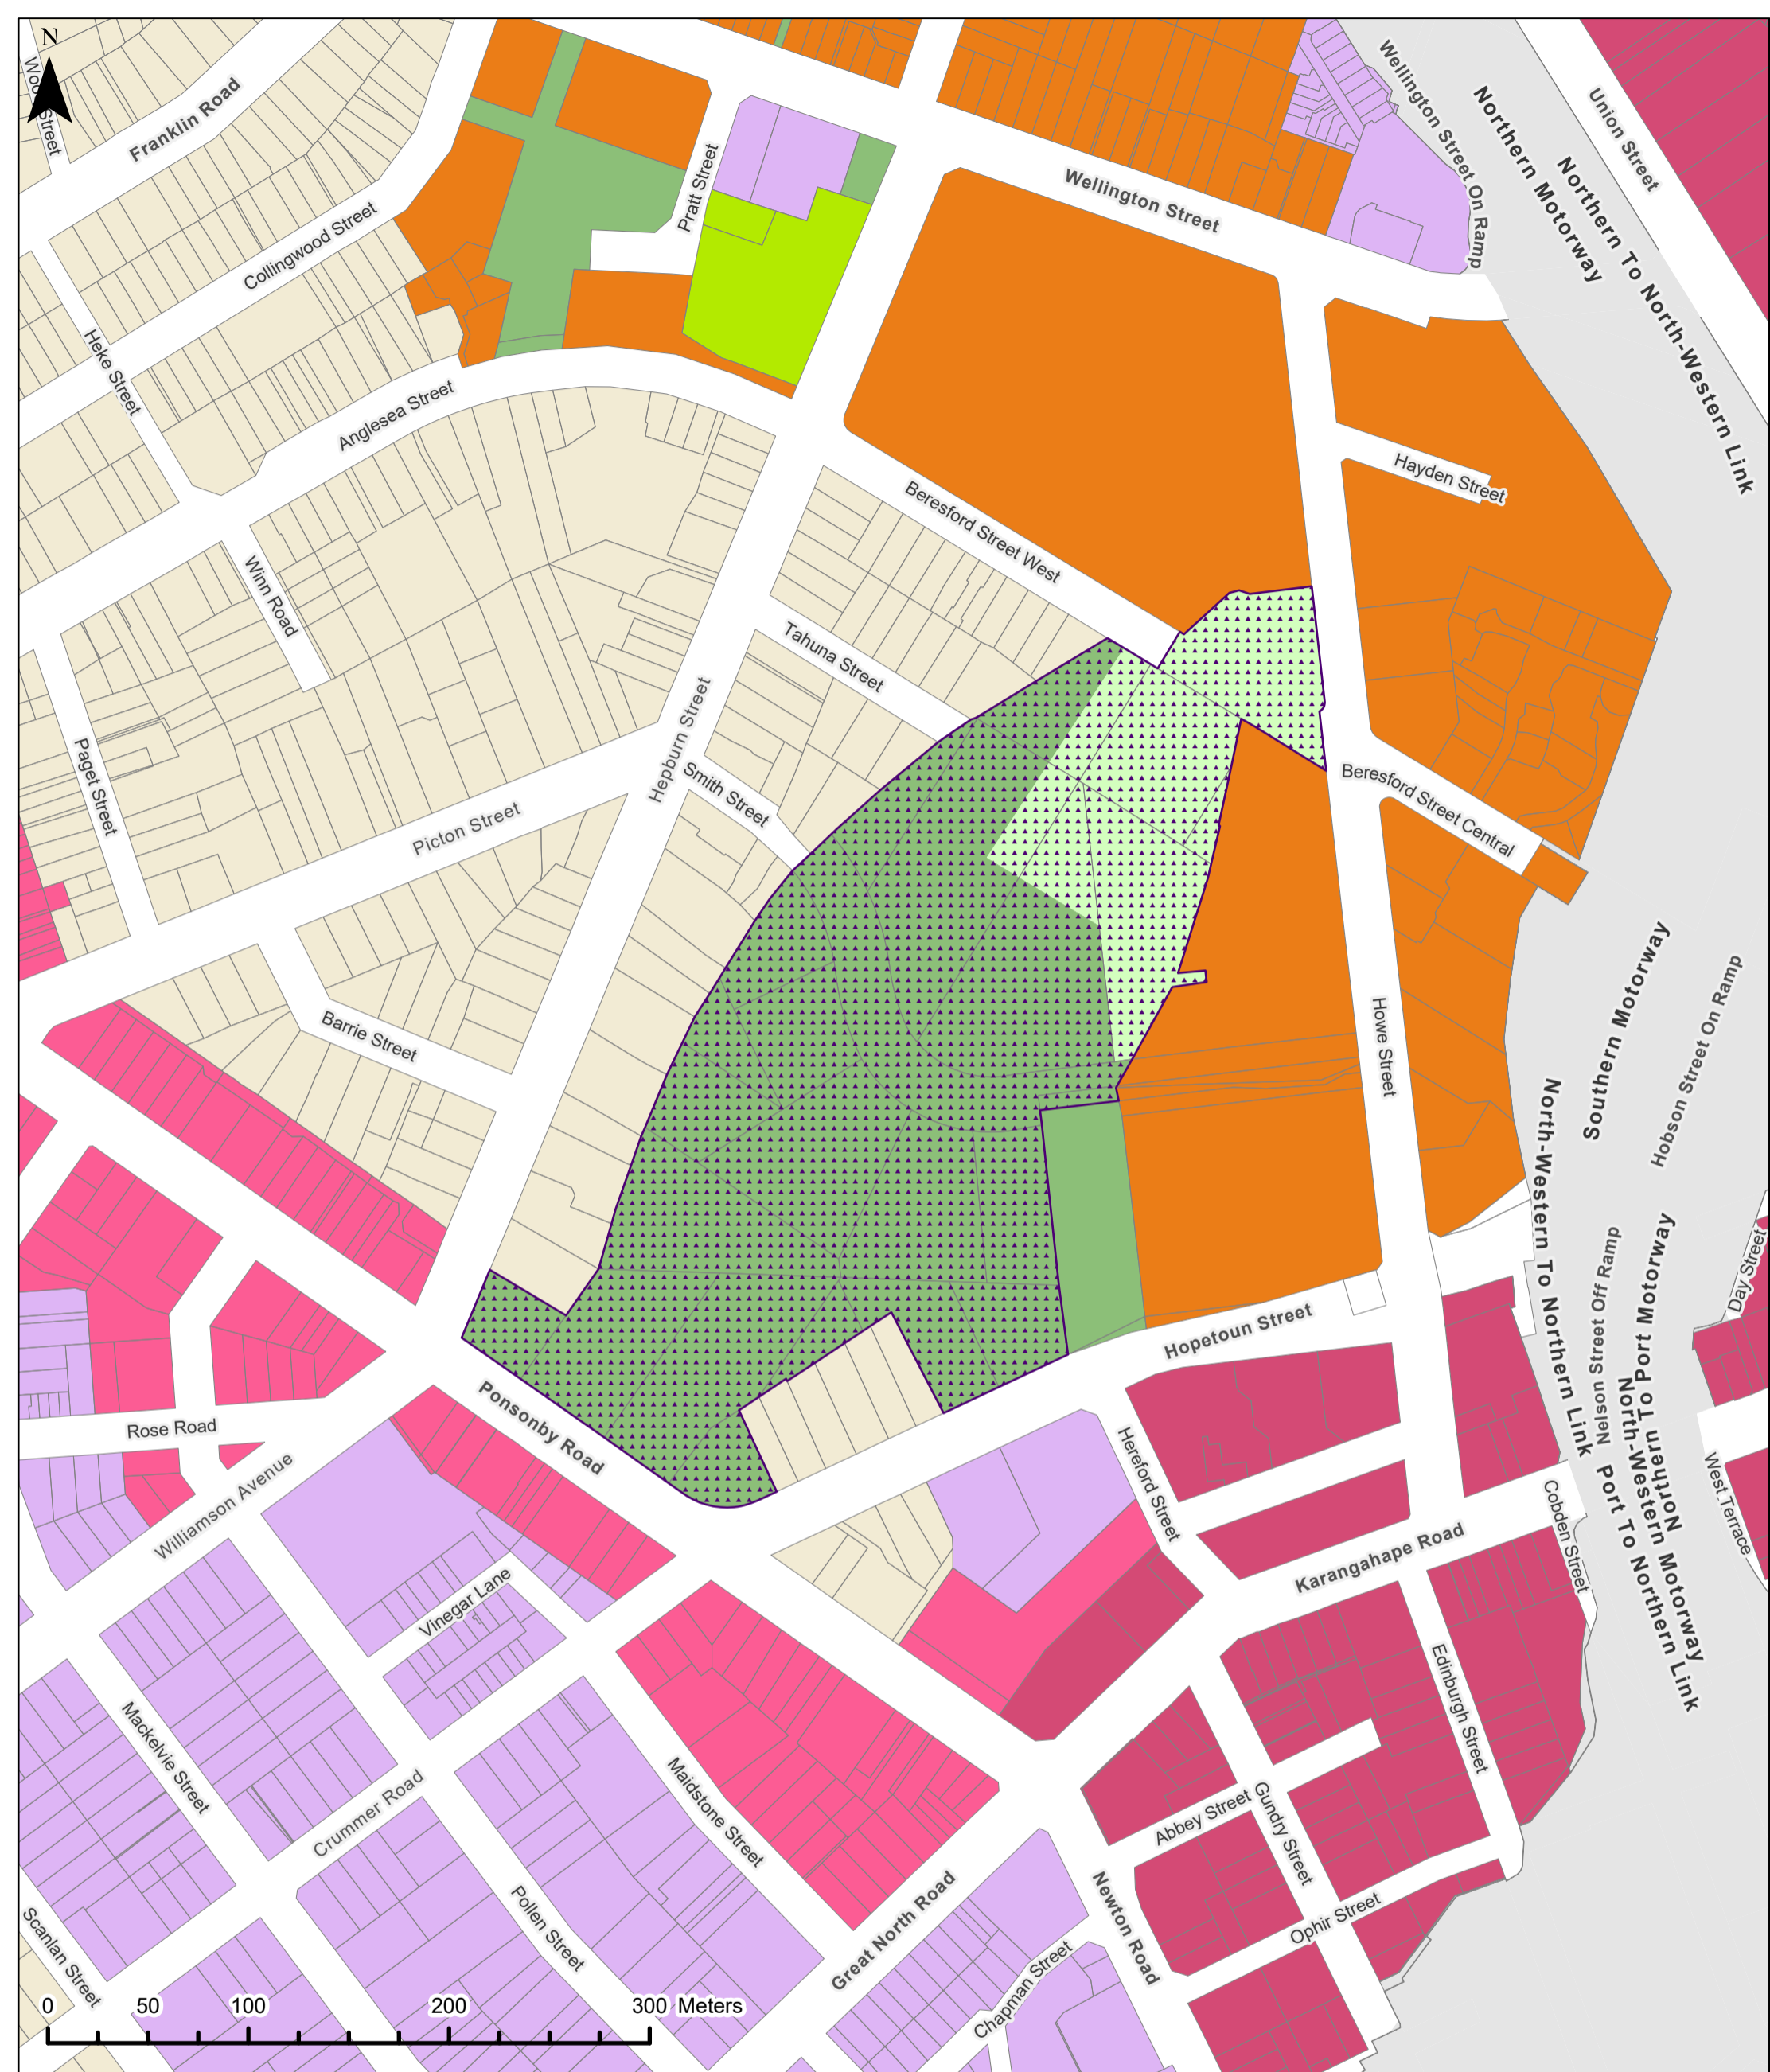 N
Franklin Road
Collingwood Street
Heke Street
Anglesea Street
Pratt Street
Wellington Street
Wellington Street On Ramp
Northern Motorway
Northern To North-Western Link
Union Street
Hayden Street
Beresford Street West
Winn Road
Tahuna Street
Hepburn Street
Smith Street
Paget Street
Picton Street
Beresford Street Central
Barrie Street
Howe Street
Southern Motorway
Hobson Street On Ramp
North-Western To Northern Link
Nelson Street Off Ramp
Northern To Port Motorway
North-Western Motorway
Port To Northern Link
Day Street
West Terrace
Hopetoun Street
Ponsonby Road
Rose Road
Williamson Avenue
Hereford Street
Karangahape Road
Cobden Street
Vinegar Lane
Edinburgh Street
Mackelvie Street
Crummer Road
Maidstone Street
Abbey Street
Gundry Street
Pollen Street
Great North Road
Newton Road
Ophir Street
Scanlan Street
Chapman Street
0 50 100 200 300 Meters